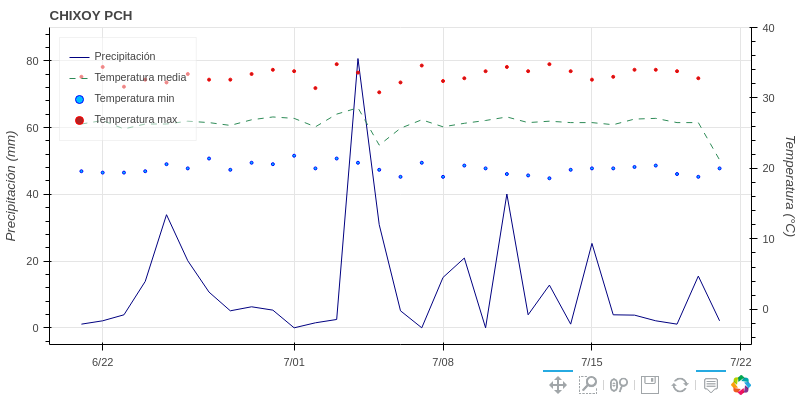 CHIXOY PCH
Precipitación
Temperatura media
Temperatura min
Temperatura max
Precipitación (mm)
80
60
40
20
0
Temperatura (°C)
40
30
20
10
0
6/22
7/01
7/08
7/15
7/22